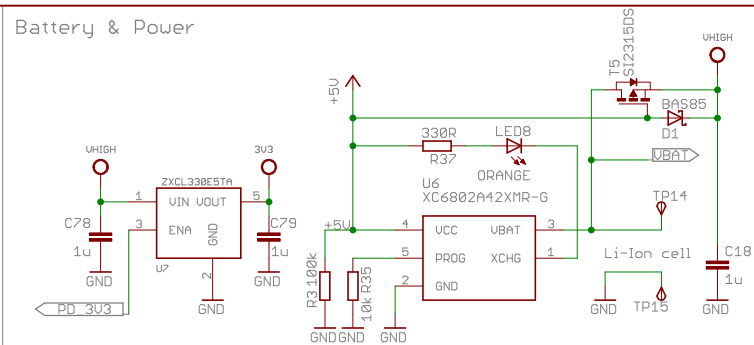 Battery & Power
T5
SI2315DS
VHIGH
+5V
BAS85
D1
330R
R37
LED8
ORANGE
VBAT
VHIGH
3V3
ZXCL330E5TA
1
VIN VOUT
5
3
ENA
GND
2
U7
C78
1u
GND
C79
1u
GND
GND
PD_3V3
U6
XC6802A42XMR-G
+5V
4
VCC
VBAT
3
5
PROG
XCHG
1
2
GND
TP14
Li-Ion cell
TP15
GND
C18
1u
GND
R3
100k
R35
10k
GND
GND
GND